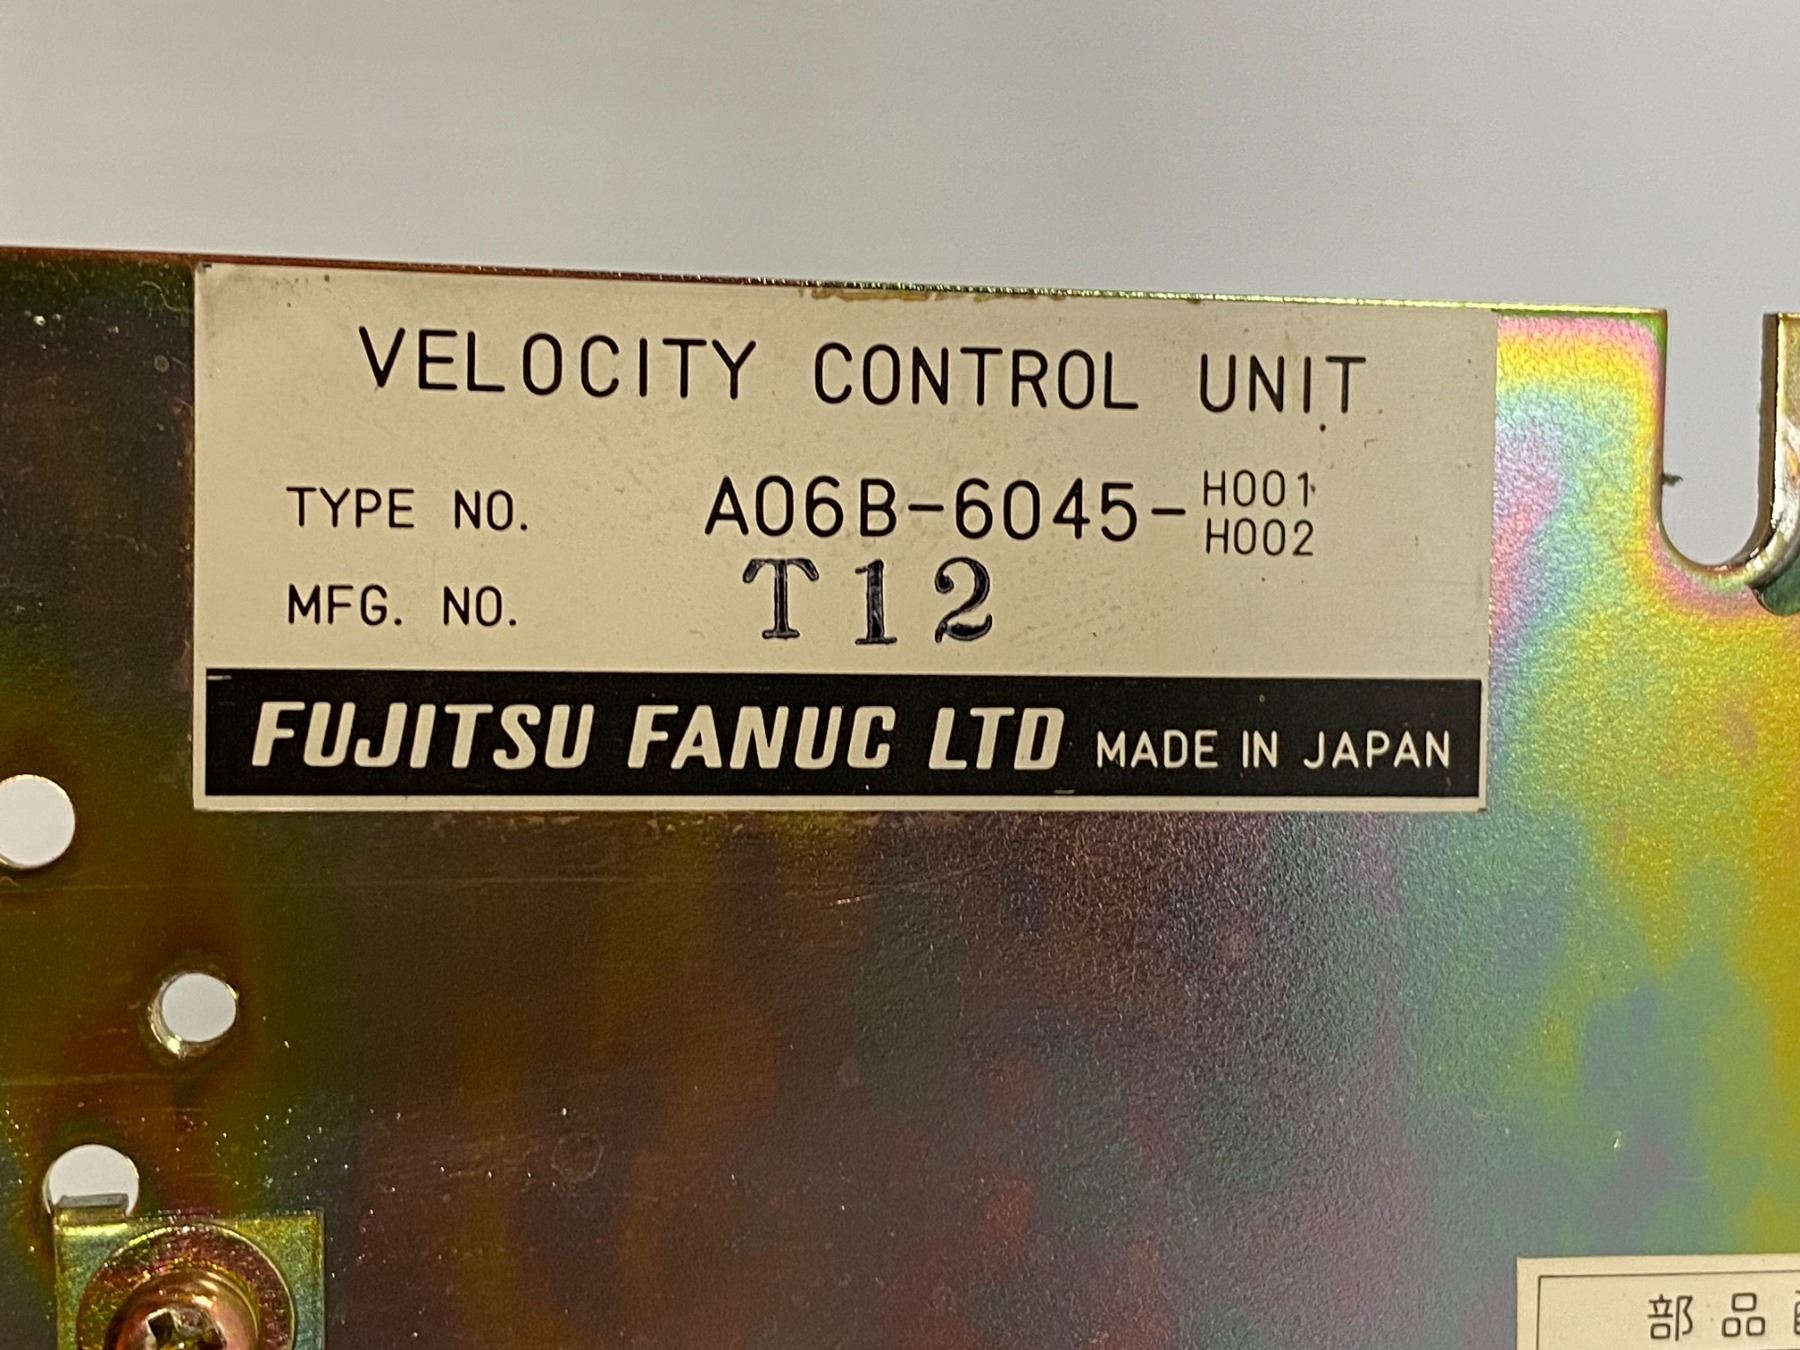 VELOCITY CONTROL UNIT
TYPE NO. A06B-6045-H001
H002
MFG. NO. T12
FUJITSU FANUC LTD MADE IN JAPAN
部品